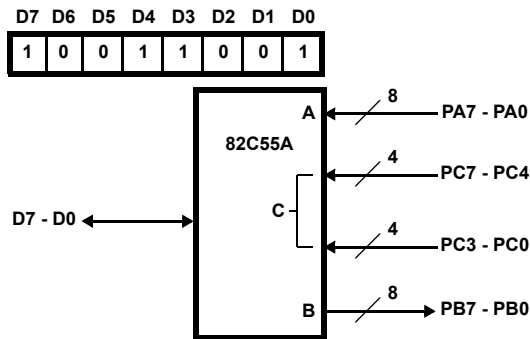 D7 D6 D5 D4 D3 D2 D1 D0
1 0 0 1 1 0 0 1
A 8 PA7 - PA0
82C55A
4 PC7 - PC4
C
D7 - D0
4 PC3 - PC0
B 8 PB7 - PB0